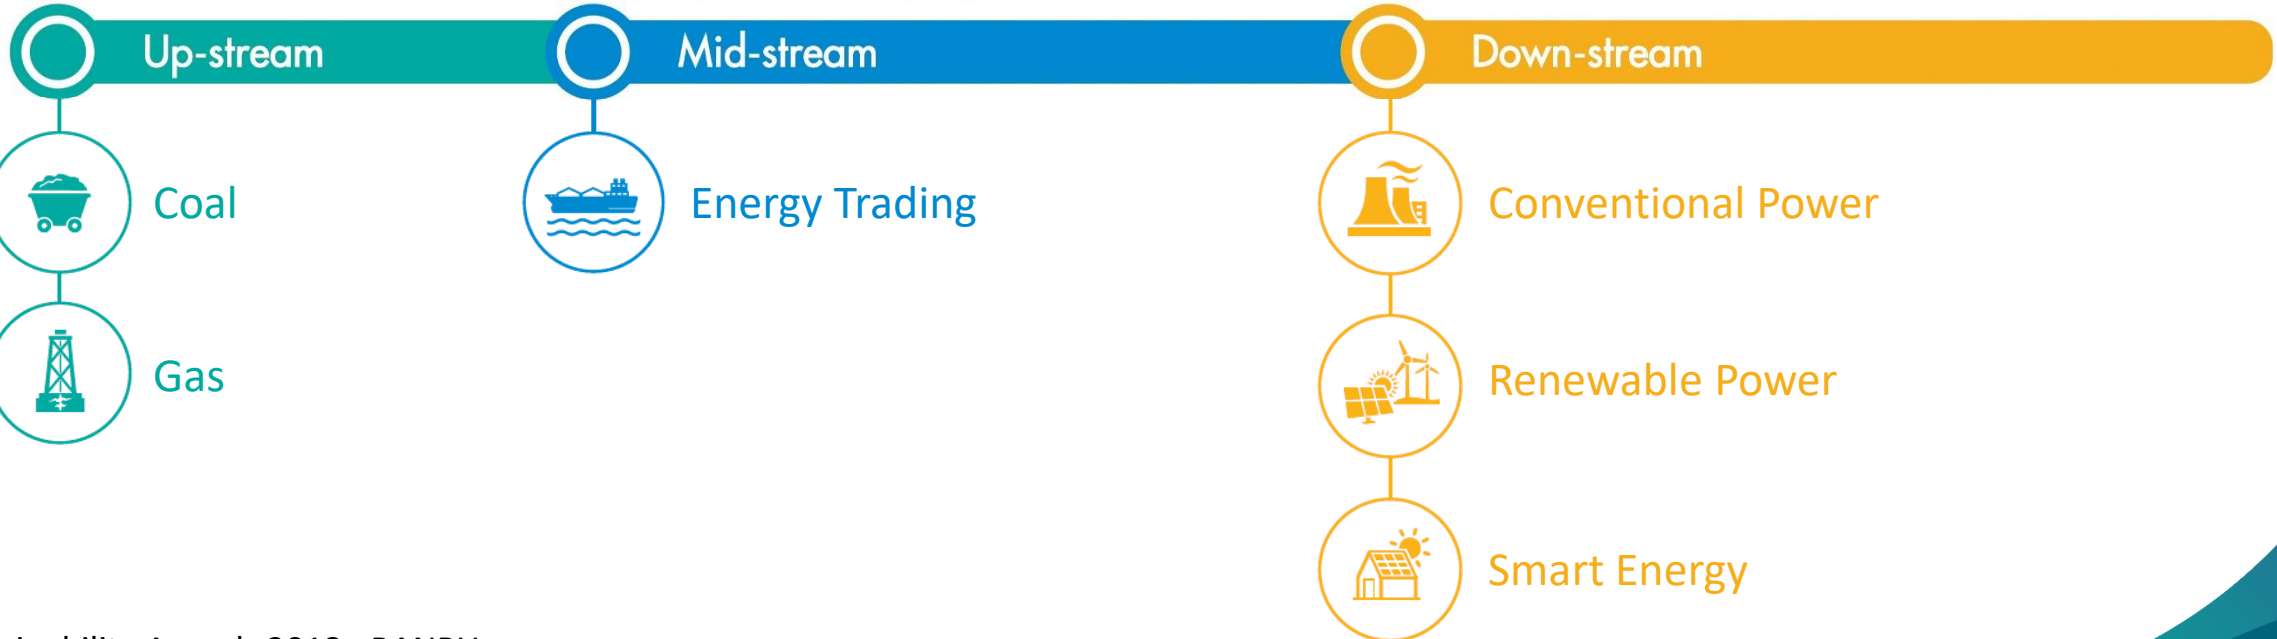 Up-stream
Mid-stream
Down-stream
Coal
Energy Trading
Conventional Power
Gas
Renewable Power
Smart Energy